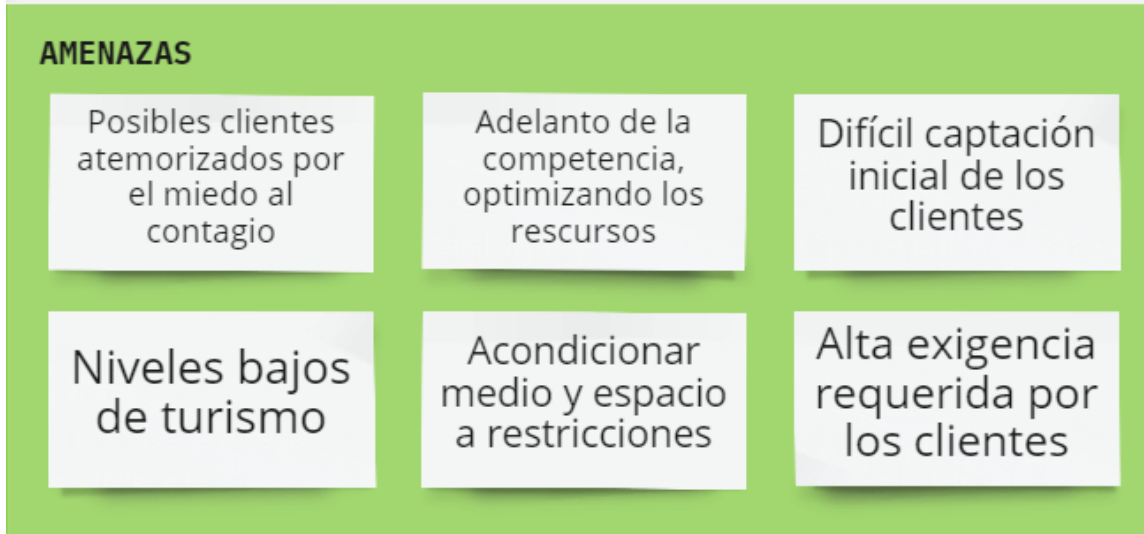 AMENAZAS
Posibles clientes
atemorizados por
el miedo al
contagio
Adelanto de la
competencia,
optimizando los
rescursos
Difícil captación
inicial de los
clientes
Niveles bajos
de turismo
Acondicionar
medio y espacio
a restricciones
Alta exigencia
requerida por
los clientes